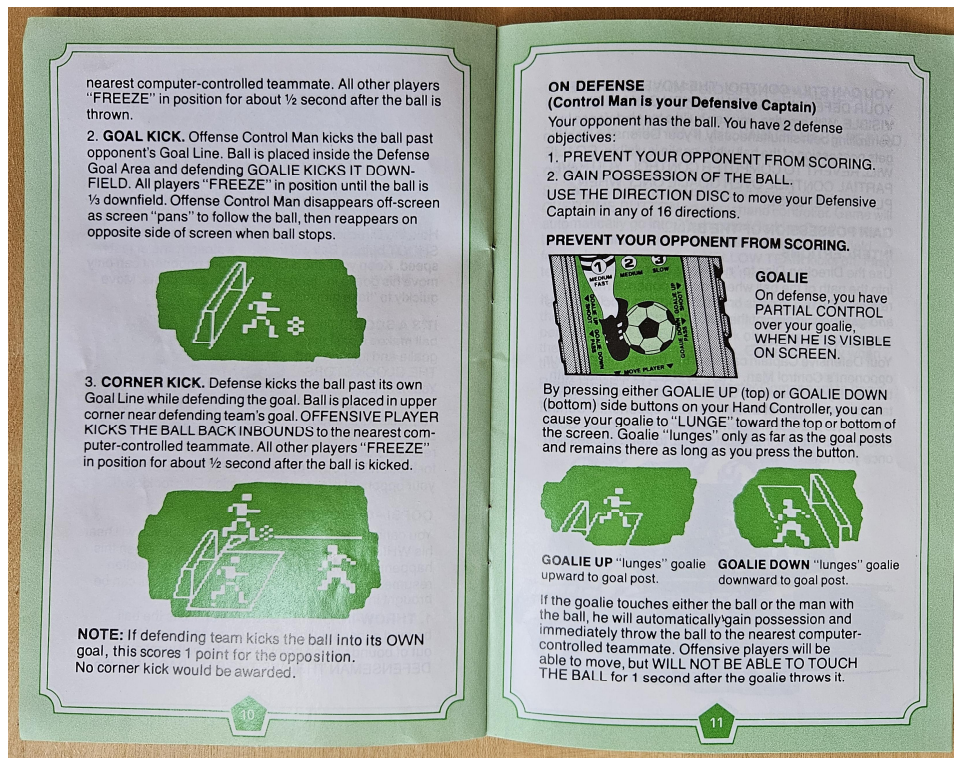 nearest computer-controlled teammate. All other players
"FREEZE" in position for about ½ second after the ball is
thrown.
2. GOAL KICK. Offense Control Man kicks the ball past
opponent's Goal Line. Ball is placed inside the Defense
Goal Area and defending GOALIE KICKS IT DOWN-
FIELD. All players "FREEZE" in position until the ball is
⅓ downfield. Offense Control Man disappears off-screen
as screen "pans" to follow the ball, then reappears on
opposite side of screen when ball stops.
3. CORNER KICK. Defense kicks the ball past its own
Goal Line while defending the goal. Ball is placed in upper
corner near defending team's goal. OFFENSIVE PLAYER
KICKS THE BALL BACK INBOUNDS to the nearest com-
puter-controlled teammate. All other players "FREEZE"
in position for about ½ second after the ball is kicked.
NOTE: If defending team kicks the ball into its OWN
goal, this scores 1 point for the opposition.
No corner kick would be awarded.
10
ON DEFENSE
(Control Man is your Defensive Captain)
Your opponent has the ball. You have 2 defense
objectives:
1. PREVENT YOUR OPPONENT FROM SCORING.
2. GAIN POSSESSION OF THE BALL.
USE THE DIRECTION DISC to move your Defensive
Captain in any of 16 directions.
PREVENT YOUR OPPONENT FROM SCORING.
1 2 3
MEDIUM FAST
MEDIUM
SLOW
SHOOT
GOALIE UP
GOALIE DOWN
PASS
GOALIE UP
SHOOT
GOALIE DOWN
PASS
MOVE PLAYER
GOALIE
On defense, you have
PARTIAL CONTROL
over your goalie,
WHEN HE IS VISIBLE
ON SCREEN.
By pressing either GOALIE UP (top) or GOALIE DOWN
(bottom) side buttons on your Hand Controller, you can
cause your goalie to "LUNGE" toward the top or bottom of
the screen. Goalie "lunges" only as far as the goal posts
and remains there as long as you press the button.
GOALIE UP "lunges" goalie
upward to goal post.
GOALIE DOWN "lunges" goalie
downward to goal post.
If the goalie touches either the ball or the man with
the ball, he will automatically gain possession and
immediately throw the ball to the nearest computer-
controlled teammate. Offensive players will be
able to move, but WILL NOT BE ABLE TO TOUCH
THE BALL for 1 second after the goalie throws it.
11